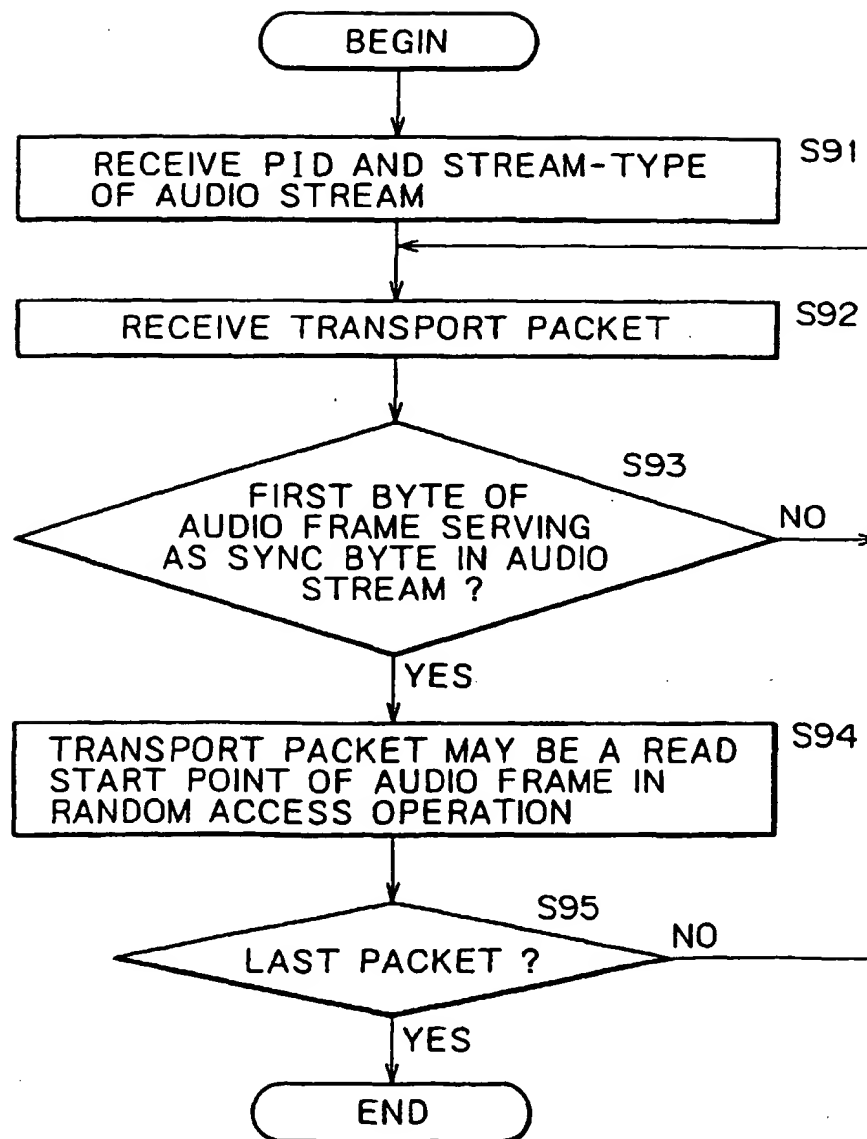 BEGIN
S91
RECEIVE PID AND STREAM-TYPE
OF AUDIO STREAM
S92
RECEIVE TRANSPORT PACKET
S93
FIRST BYTE OF
AUDIO FRAME SERVING
AS SYNC BYTE IN AUDIO
STREAM ?
NO
YES
S94
TRANSPORT PACKET MAY BE A READ
START POINT OF AUDIO FRAME IN
RANDOM ACCESS OPERATION
S95
LAST PACKET ?
NO
YES
END